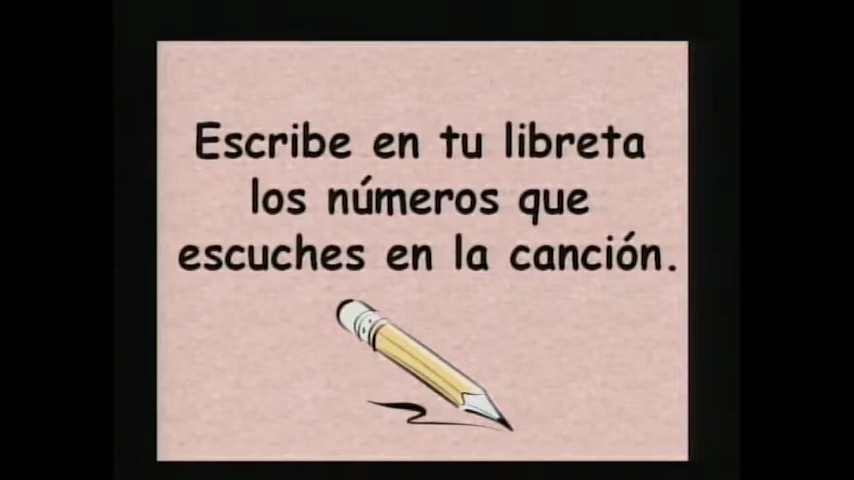 Escribe en tu libreta
los números que
escuches en la canción.